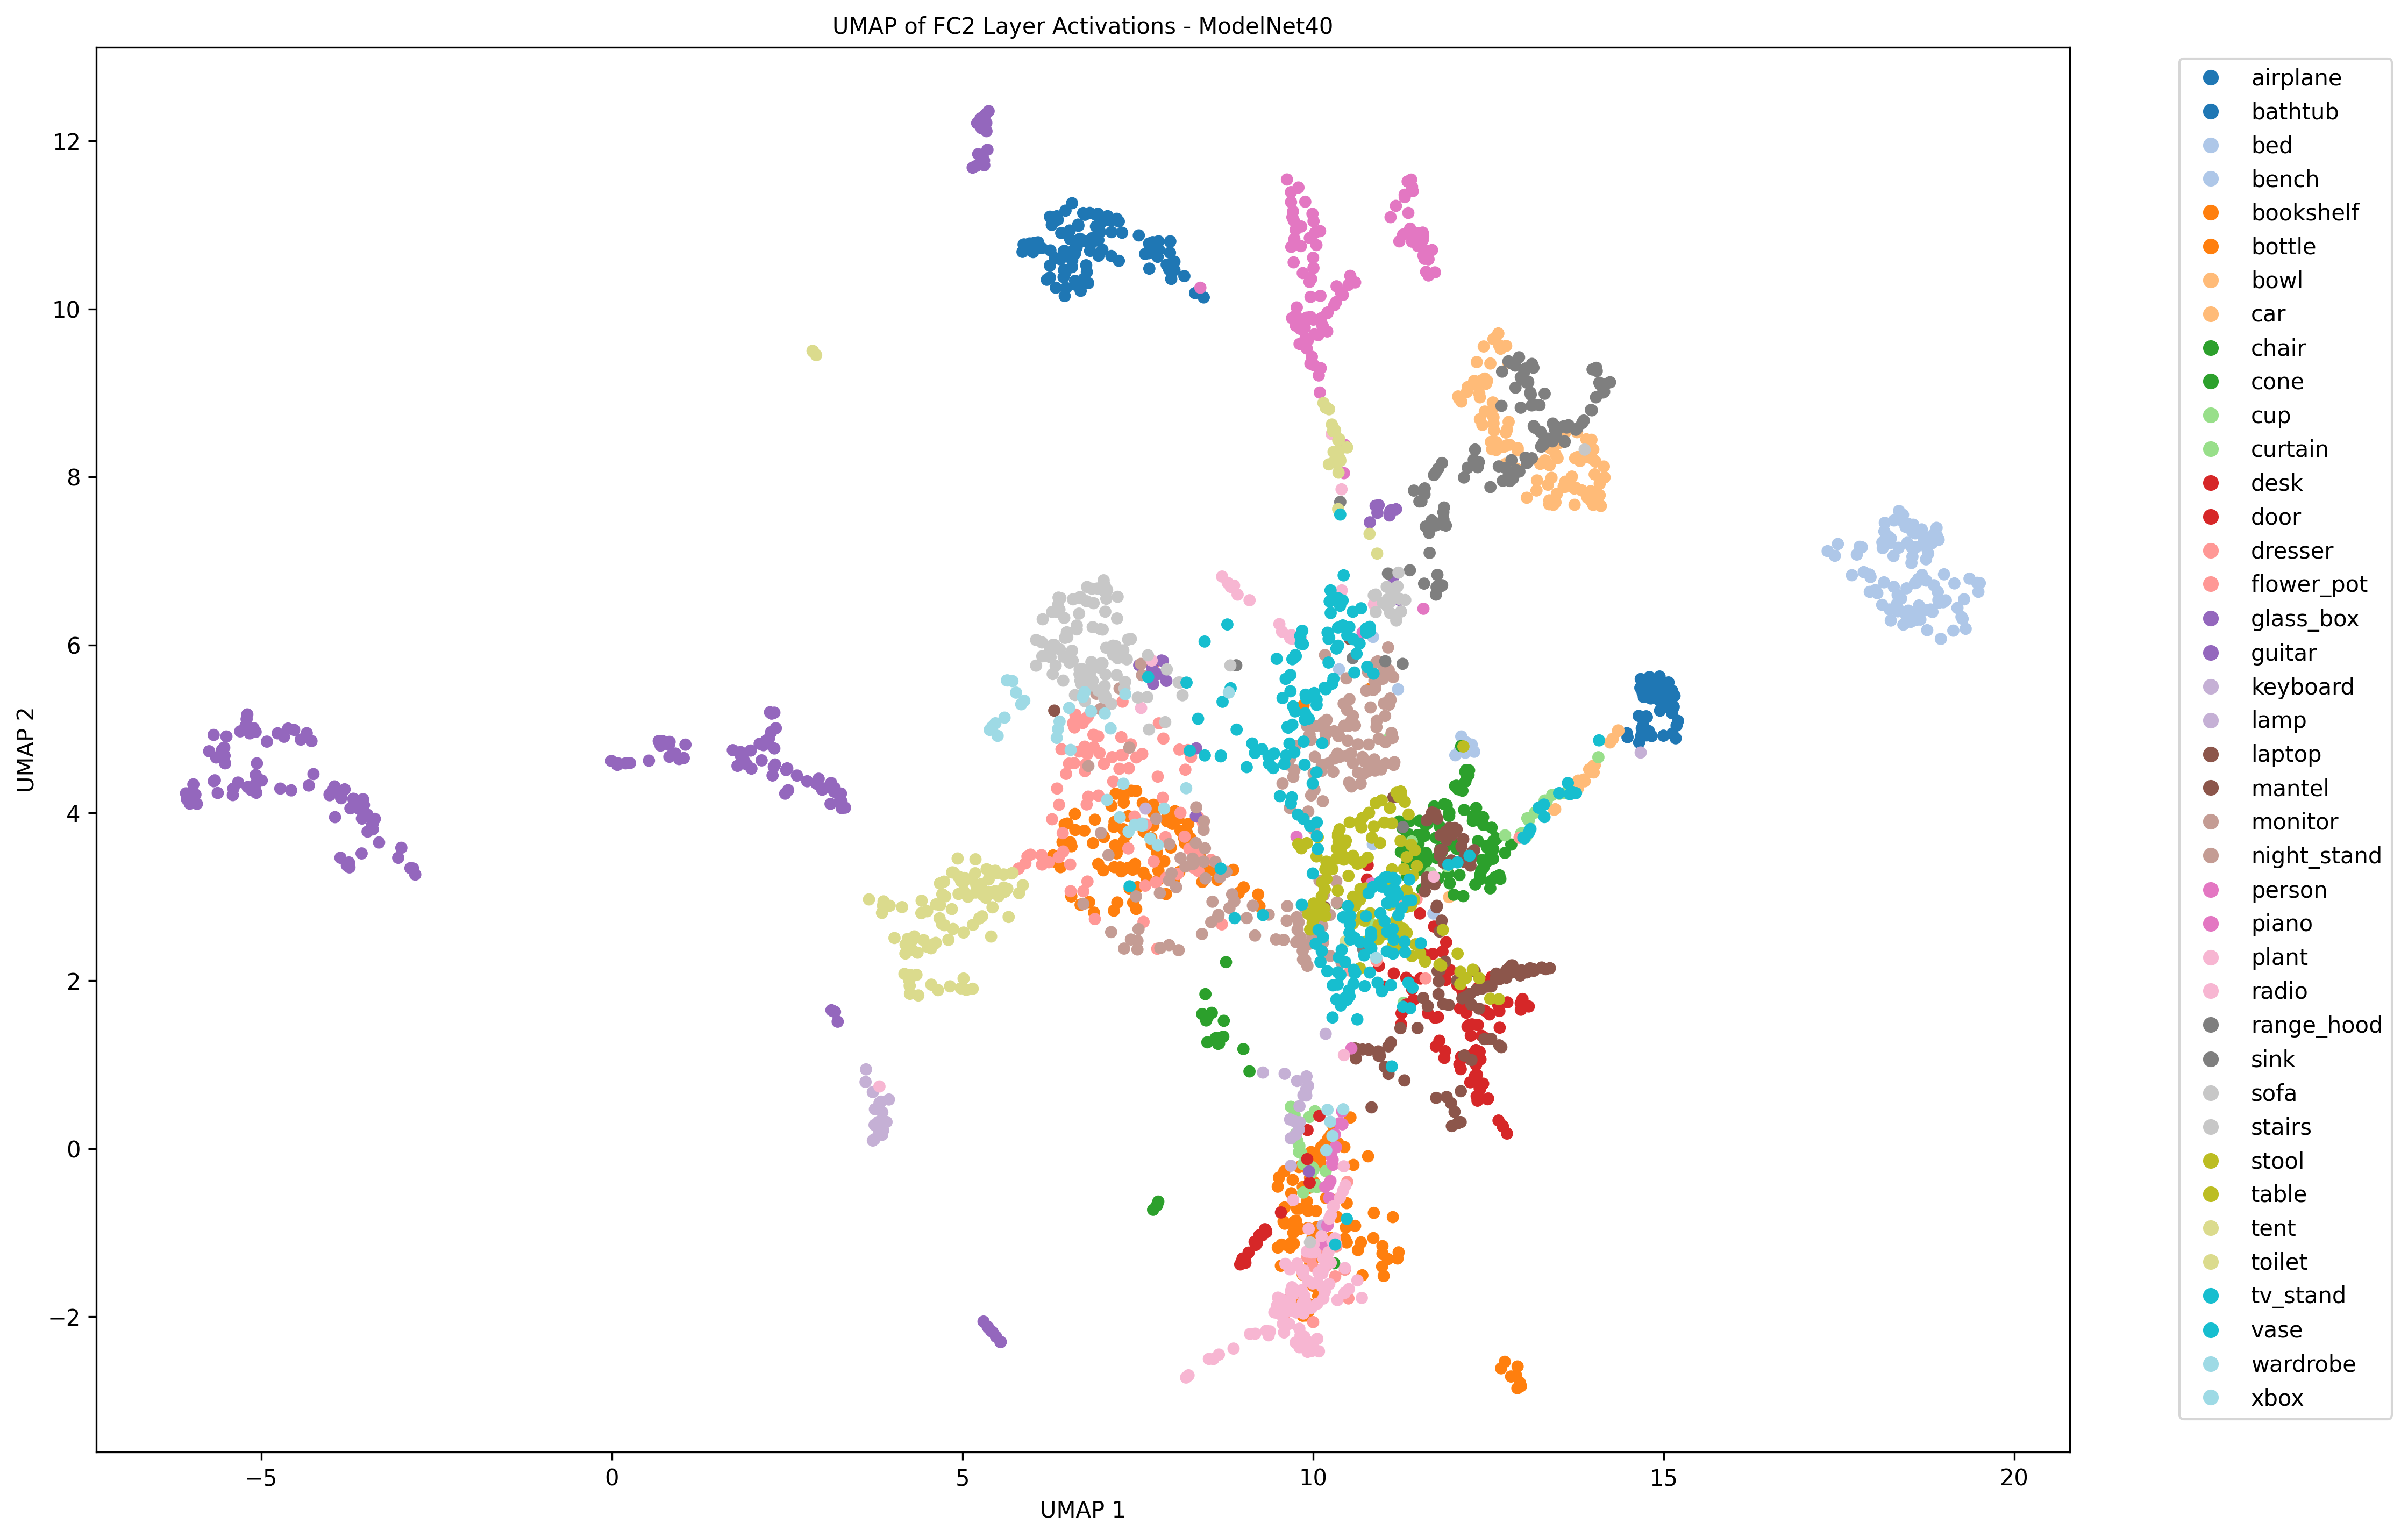 UMAP of FC2 Layer Activations - ModelNet40
UMAP 2
12
10
8
6
4
2
0
−2
−5
0
5
10
15
20
UMAP 1
airplane
bathtub
bed
bench
bookshelf
bottle
bowl
car
chair
cone
cup
curtain
desk
door
dresser
flower_pot
glass_box
guitar
keyboard
lamp
laptop
mantel
monitor
night_stand
person
piano
plant
radio
range_hood
sink
sofa
stairs
stool
table
tent
toilet
tv_stand
vase
wardrobe
xbox